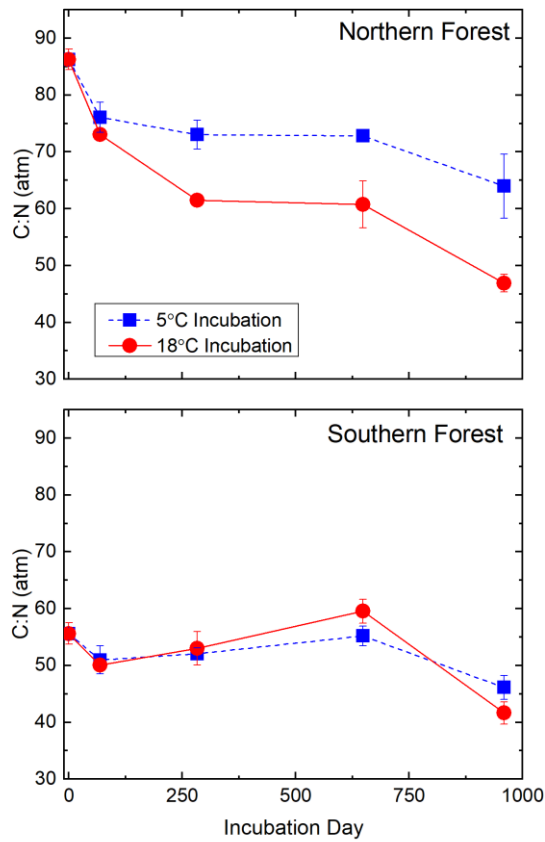 Northern Forest
90
80
70
60
50
40
30
C:N (atm)
5°C Incubation
18°C Incubation
Southern Forest
90
80
70
60
50
40
30
C:N (atm)
0
250
500
750
1000
Incubation Day